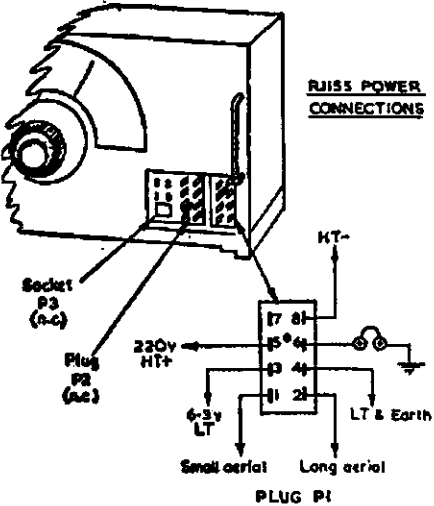 R1155 POWER
CONNECTIONS
HT-
Socket
P3
(n.c)
Plug
P2
(n.c)
7 8
5 6
3 4
1 2
220v
HT+
6·3v
LT
LT & Earth
Small aerial
Long aerial
PLUG P1